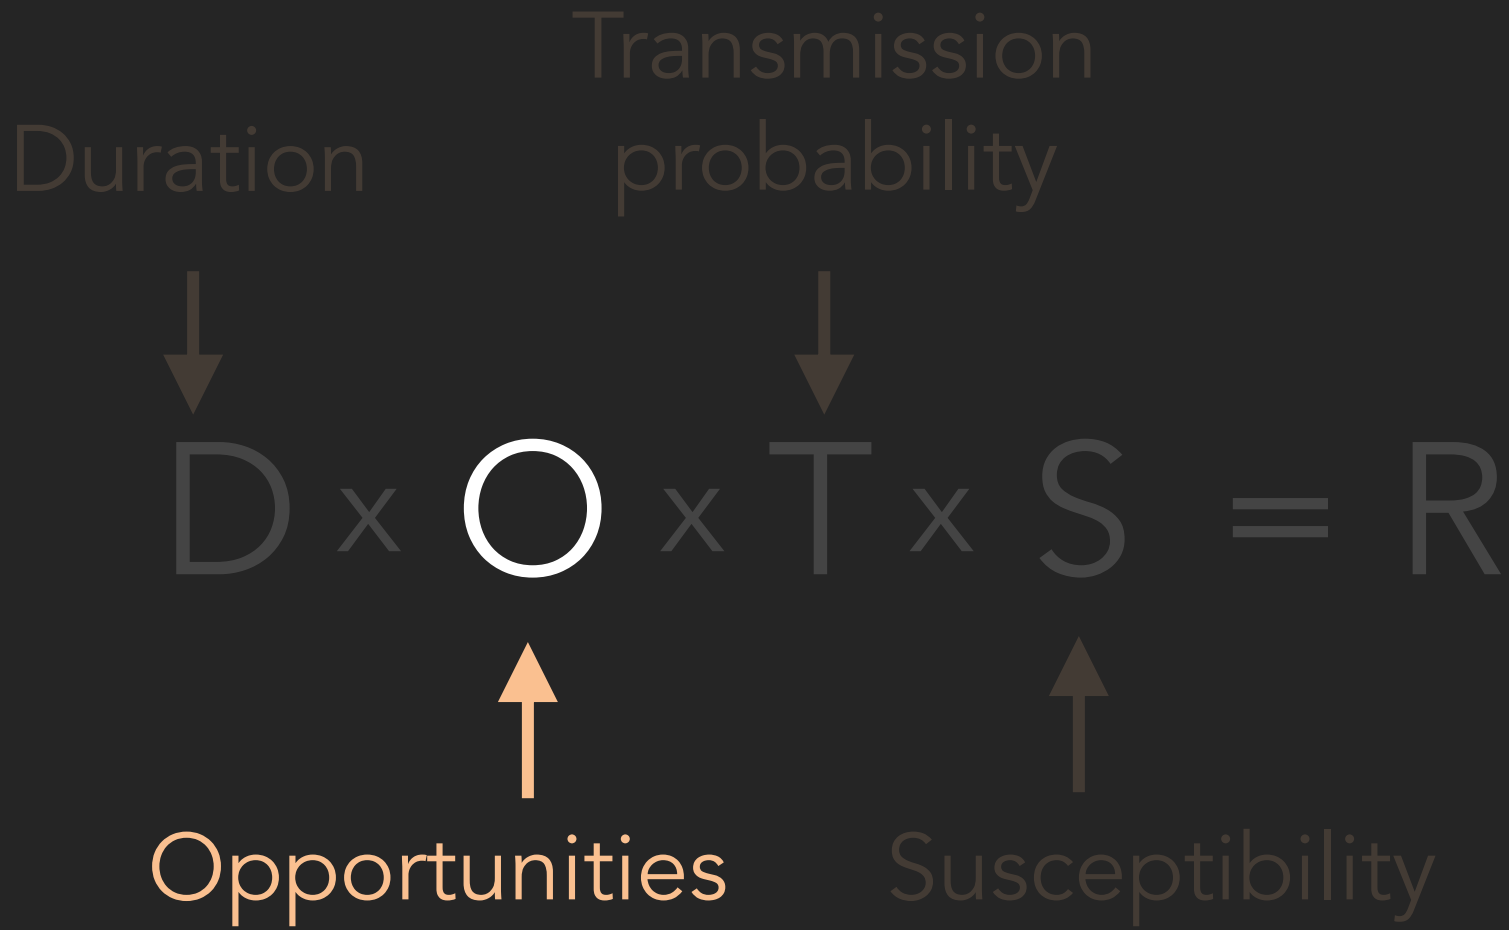 Transmission
probability
Duration
D x O x T x S = R
Opportunities
Susceptibility